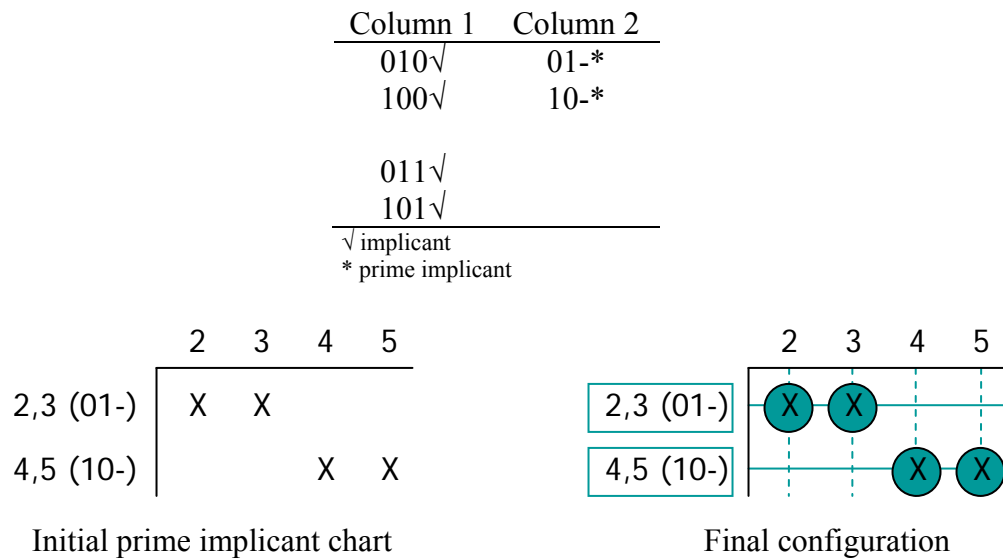 Column 1 Column 2
010√ 01-*
100√ 10-*
011√
101√
√ implicant
* prime implicant
2 3 4 5
2,3 (01-) X X
4,5 (10-) X X
Initial prime implicant chart
2 3 4 5
2,3 (01-) X X
4,5 (10-) X X
Final configuration